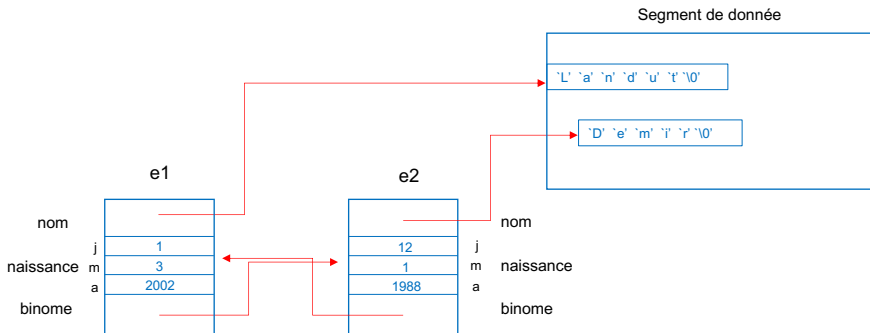 Segment de donnée
`L' `a' `n' `d' `u' `t' `\0'
`D' `e' `m' `i' `r' `\0'
e1
e2
nom
nom
j
1
12
j
naissance
m
3
1
m
naissance
a
2002
1988
a
binome
binome